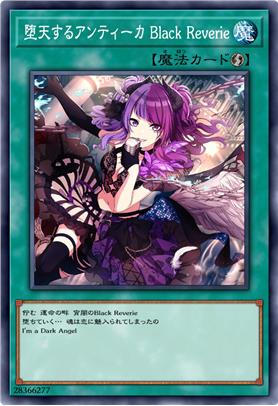 堕天するアンティーカ Black Reverie 魔
【魔法カード】
佇む 運命の畔 宵闇のBlack Reverie
堕ちていく… 魂は恋に魅入られてしまったの
I'm a Dark Angel
28366277